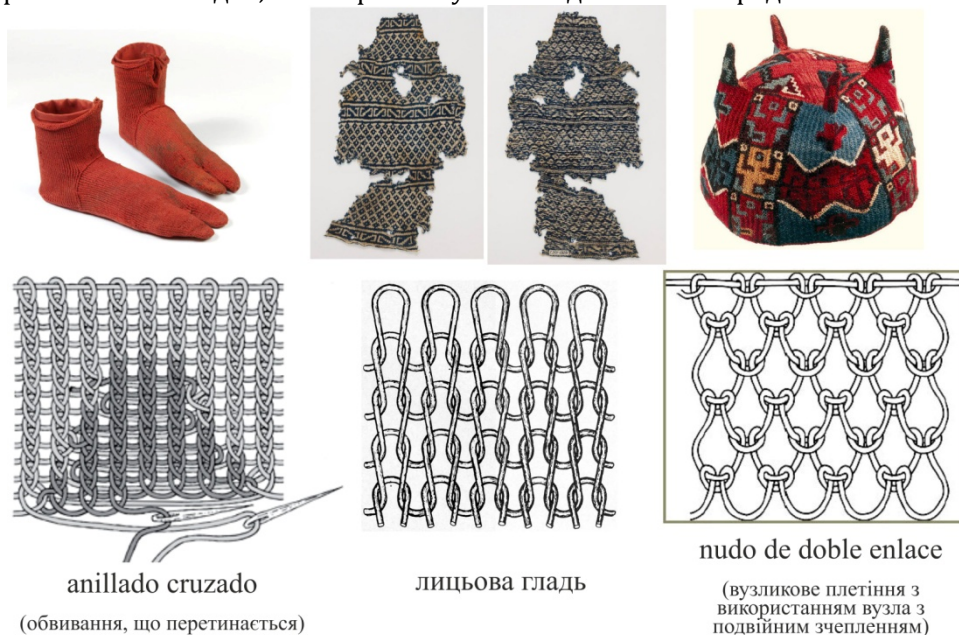 anillado cruzado
(обвивання, що перетинається)
лицьова гладь
nudo de doble enlace
(вузликове плетіння з
використанням вузла з
подвійним зчепленням)